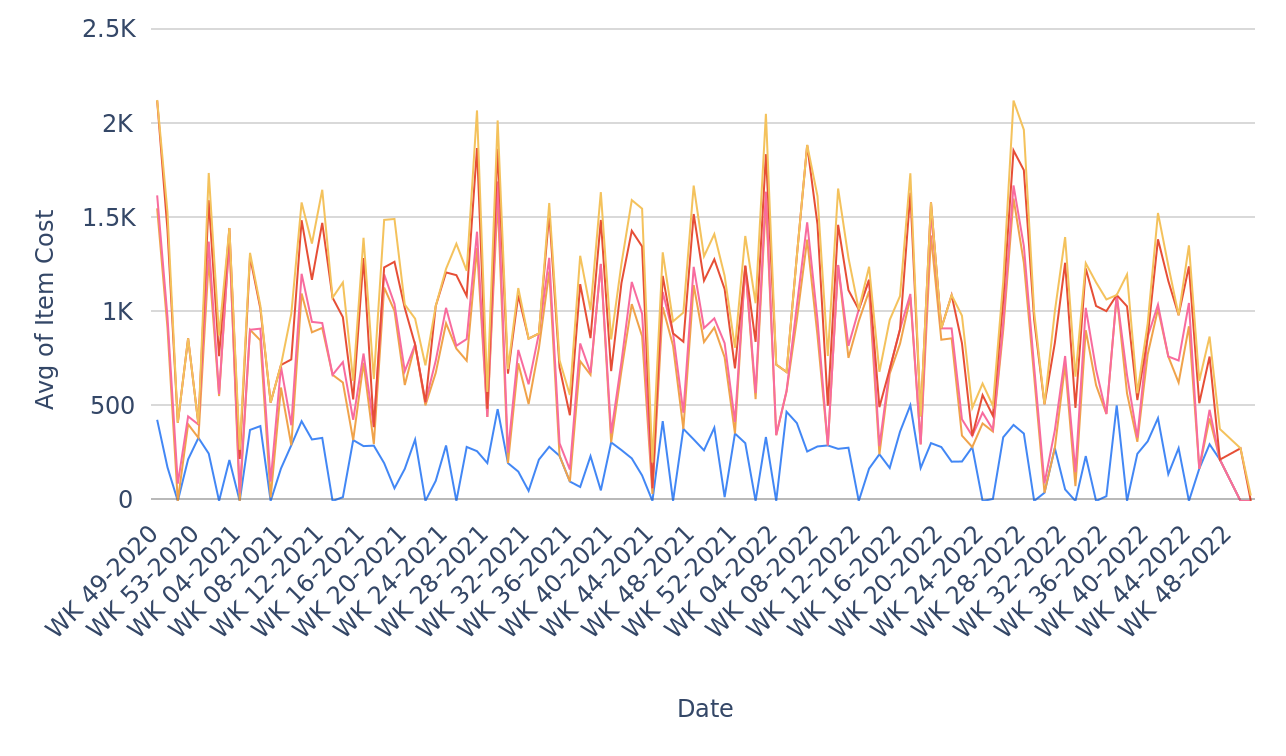 2.5K
2K
1.5K
1K
500
0
Avg of Item Cost
WK 49-2020
WK 53-2020
WK 04-2021
WK 08-2021
WK 12-2021
WK 16-2021
WK 20-2021
WK 24-2021
WK 28-2021
WK 32-2021
WK 36-2021
WK 40-2021
WK 44-2021
WK 48-2021
WK 52-2021
WK 04-2022
WK 08-2022
WK 12-2022
WK 16-2022
WK 20-2022
WK 24-2022
WK 28-2022
WK 32-2022
WK 36-2022
WK 40-2022
WK 44-2022
WK 48-2022
Date